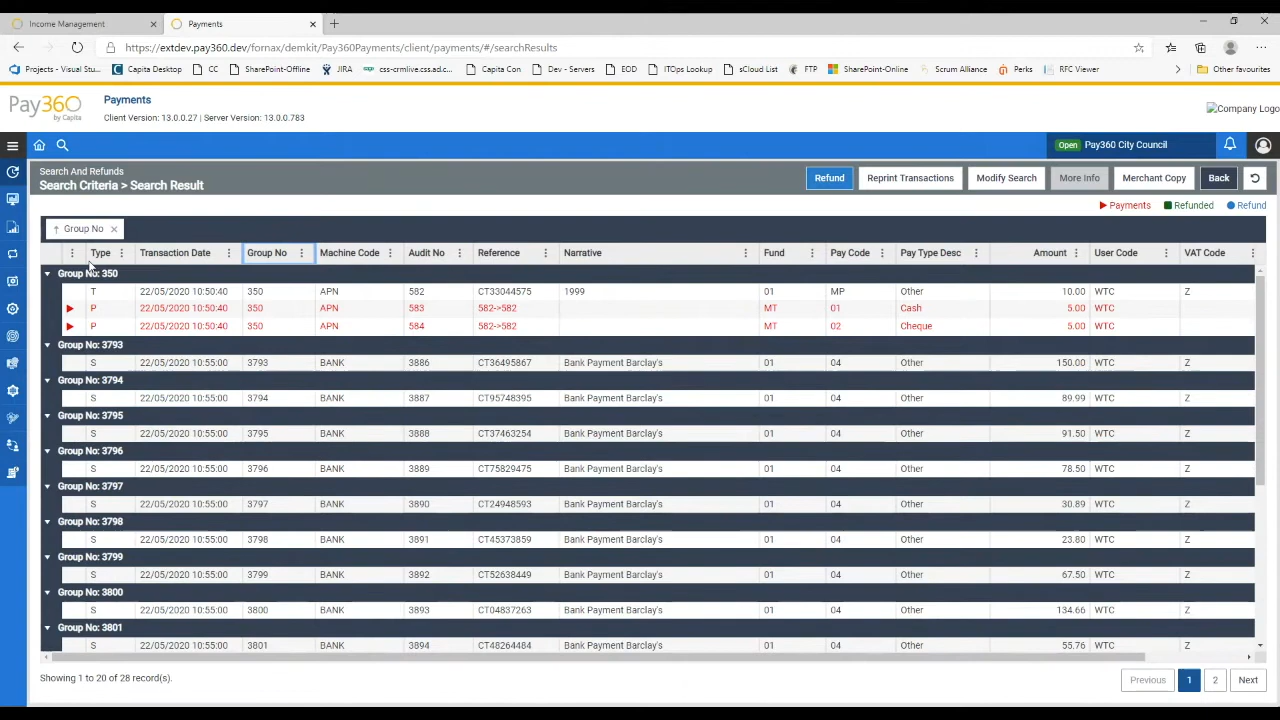 Income Management
Payments
https://extdev.pay360.dev/fornax/demkit/Pay360Payments/client/payments/#/searchResults
Projects - Visual Stu... Capita Desktop CC SharePoint-Offline JIRA css-crmlive.css.ad.c... Capita Con Dev - Servers EOD ITOps Lookup sCloud List FTP SharePoint-Online Scrum Alliance Perks RFC Viewer Other favourites
Pay360 by Capita
Payments
Client Version: 13.0.0.27 | Server Version: 13.0.0.783
Company Logo
Open Pay360 City Council
Search And Refunds
Search Criteria > Search Result
Refund Reprint Transactions Modify Search More Info Merchant Copy Back
Payments Refunded Refund
Group No
Type Transaction Date Group No Machine Code Audit No Reference Narrative Fund Pay Code Pay Type Desc Amount User Code VAT Code
Group No: 350
T 22/05/2020 10:50:40 350 APN 582 CT33044575 1999 01 MP Other 10.00 WTC Z
P 22/05/2020 10:50:40 350 APN 583 582->582 MT 01 Cash 5.00 WTC
P 22/05/2020 10:50:40 350 APN 584 582->582 MT 02 Cheque 5.00 WTC
Group No: 3793
S 22/05/2020 10:55:00 3793 BANK 3886 CT36495867 Bank Payment Barclay's 01 04 Other 150.00 WTC Z
Group No: 3794
S 22/05/2020 10:55:00 3794 BANK 3887 CT95748395 Bank Payment Barclay's 01 04 Other 89.99 WTC Z
Group No: 3795
S 22/05/2020 10:55:00 3795 BANK 3888 CT37463254 Bank Payment Barclay's 01 04 Other 91.50 WTC Z
Group No: 3796
S 22/05/2020 10:55:00 3796 BANK 3889 CT75829475 Bank Payment Barclay's 01 04 Other 78.50 WTC Z
Group No: 3797
S 22/05/2020 10:55:00 3797 BANK 3890 CT24948593 Bank Payment Barclay's 01 04 Other 30.89 WTC Z
Group No: 3798
S 22/05/2020 10:55:00 3798 BANK 3891 CT45373859 Bank Payment Barclay's 01 04 Other 23.80 WTC Z
Group No: 3799
S 22/05/2020 10:55:00 3799 BANK 3892 CT52638449 Bank Payment Barclay's 01 04 Other 67.50 WTC Z
Group No: 3800
S 22/05/2020 10:55:00 3800 BANK 3893 CT04837263 Bank Payment Barclay's 01 04 Other 134.66 WTC Z
Group No: 3801
S 22/05/2020 10:55:00 3801 BANK 3894 CT48264484 Bank Payment Barclay's 01 04 Other 55.76 WTC Z
Showing 1 to 20 of 28 record(s).
Previous 1 2 Next